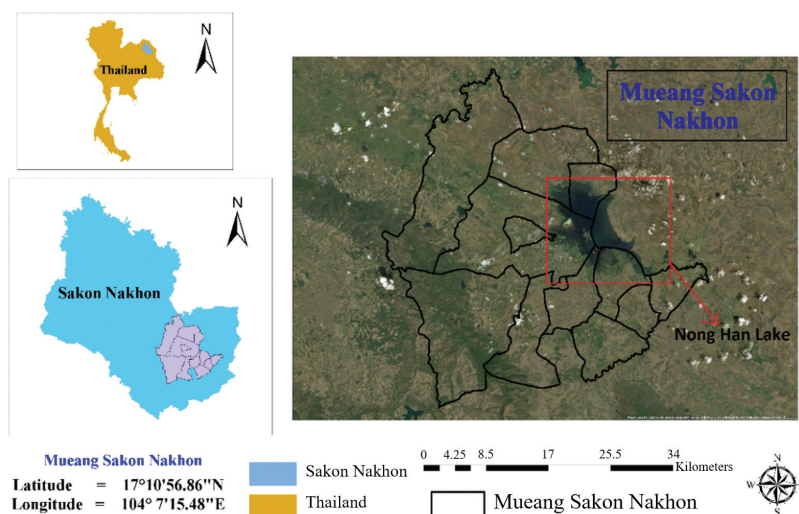 N
Thailand
N
Sakon Nakhon
Mueang Sakon
Nakhon
Nong Han Lake
Mueang Sakon Nakhon
Latitude = 17°10'56.86"N
Longitude = 104° 7'15.48"E
Sakon Nakhon
Thailand
0 4.25 8.5 17 25.5 34
Kilometers
Mueang Sakon Nakhon
N
W E
S